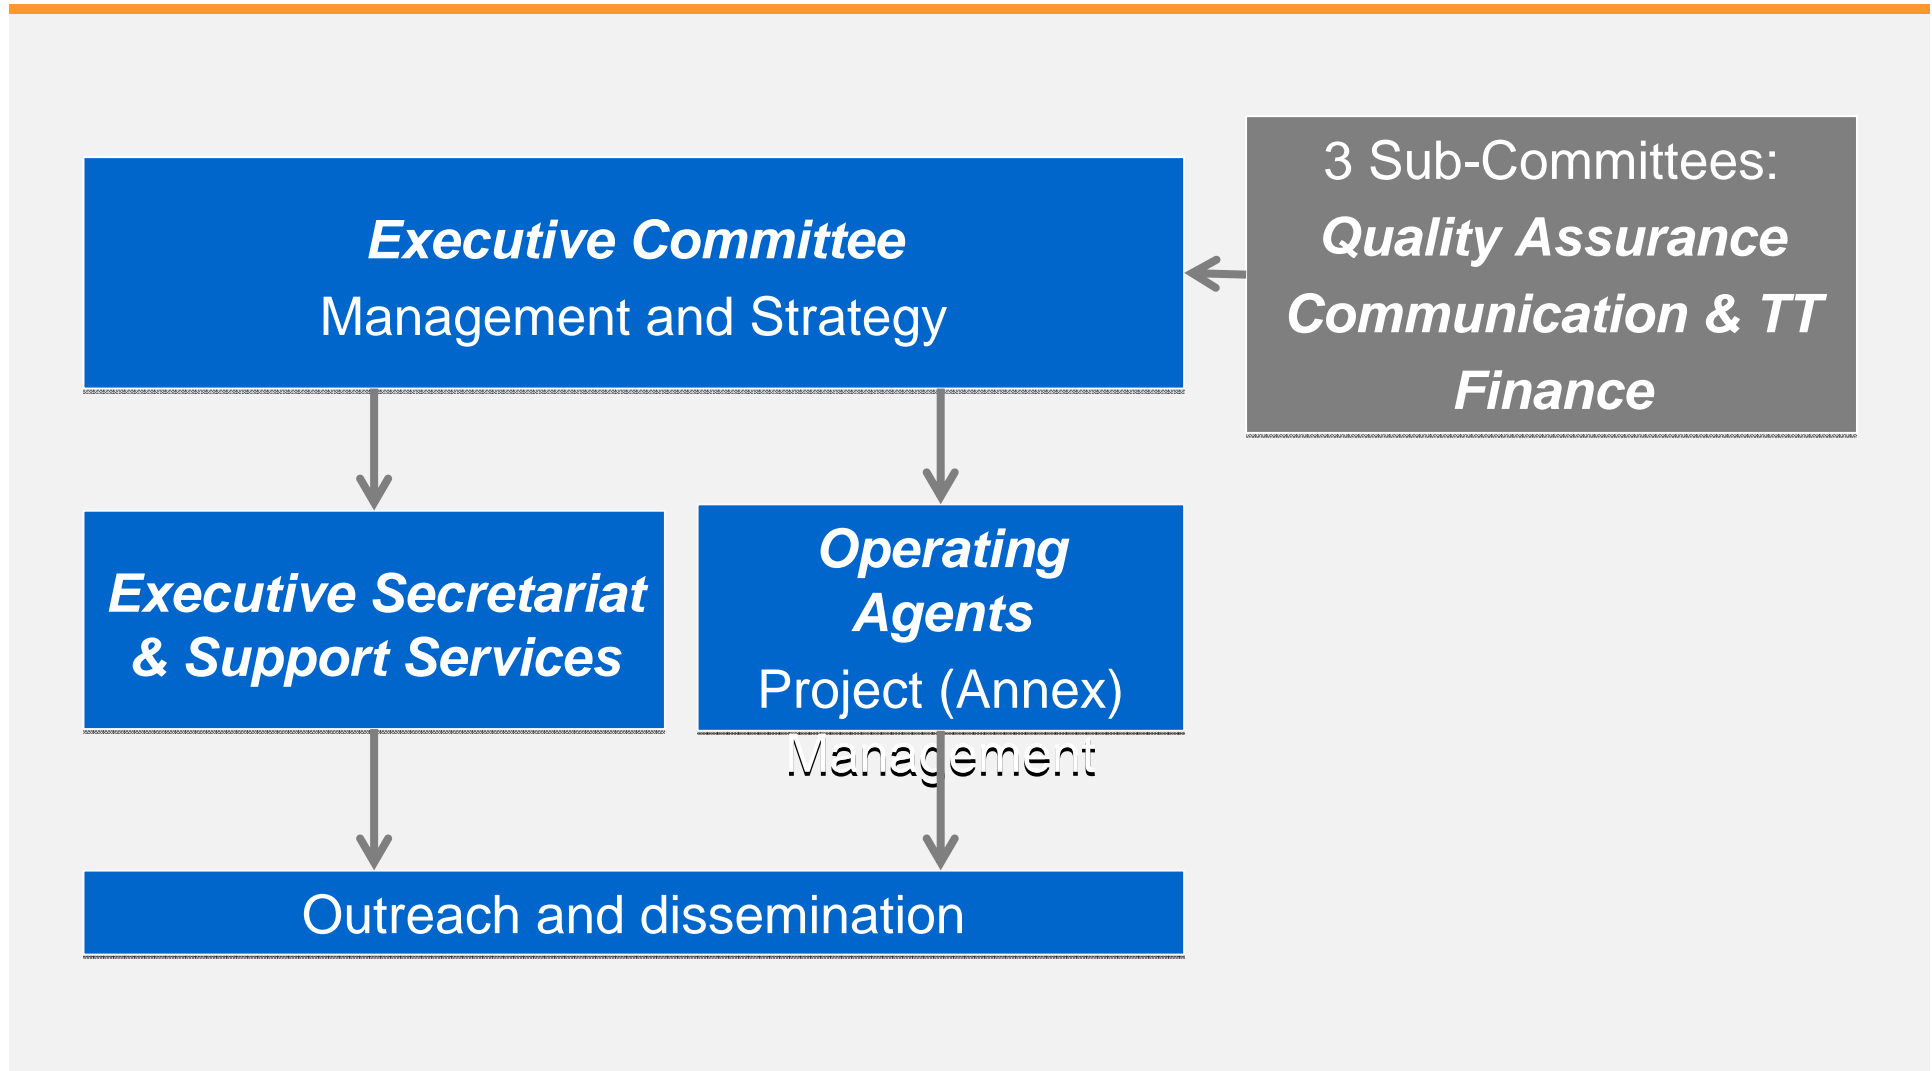 Executive Committee
Management and Strategy
3 Sub-Committees:
Quality Assurance
Communication & TT
Finance
Executive Secretariat
& Support Services
Operating
Agents
Project (Annex)
Management
Outreach and dissemination